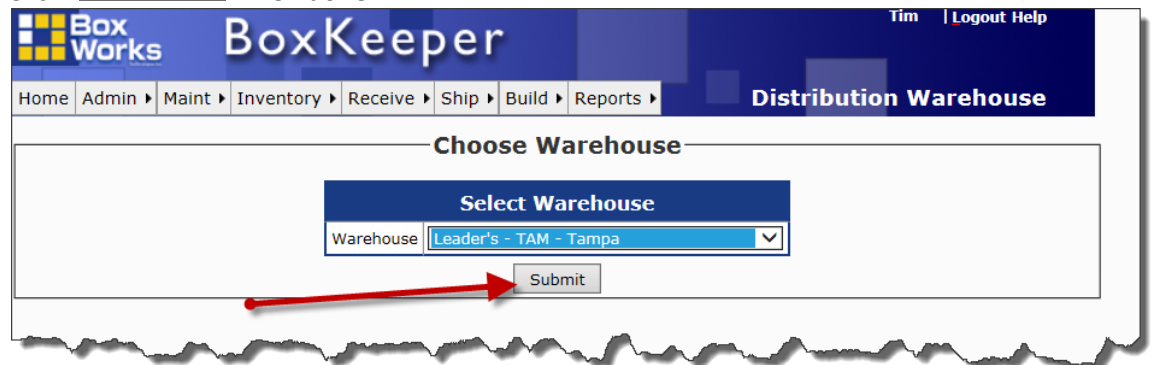 Box
Works
BoxKeeper
Tim | Logout Help
Home Admin Maint Inventory Receive Ship Build Reports
Distribution Warehouse
Choose Warehouse
Select Warehouse
Warehouse Leader's - TAM - Tampa
Submit